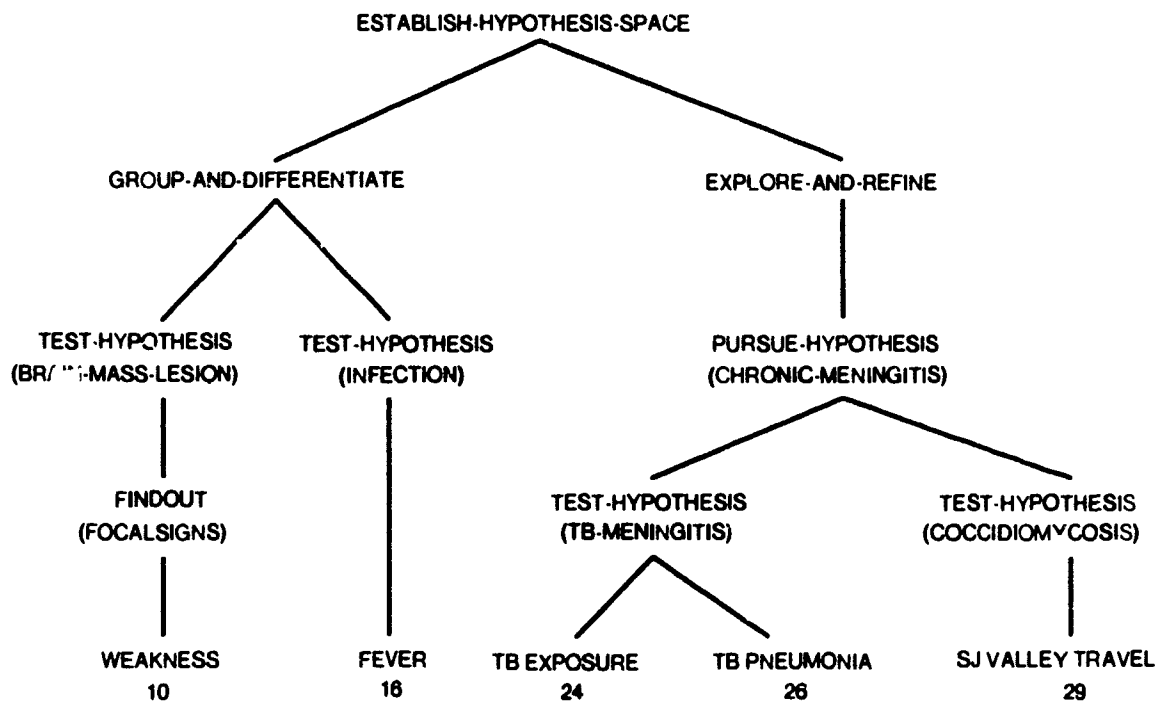 ESTABLISH-HYPOTHESIS-SPACE
GROUP-AND-DIFFERENTIATE
EXPLORE-AND-REFINE
TEST-HYPOTHESIS
(INFECTION)
TEST-HYPOTHESIS
PURSUE-HYPOTHESIS
(CHRONIC-MENINGITIS)
FINDOUT
(FOCALSIGNS)
TEST-HYPOTHESIS
(TB-MENINGITIS)
TEST-HYPOTHESIS
(COCCIDIOMYCOSIS)
WEAKNESS
10
FEVER
16
TB EXPOSURE
24
TB PNEUMONIA
26
SJ VALLEY TRAVEL
29